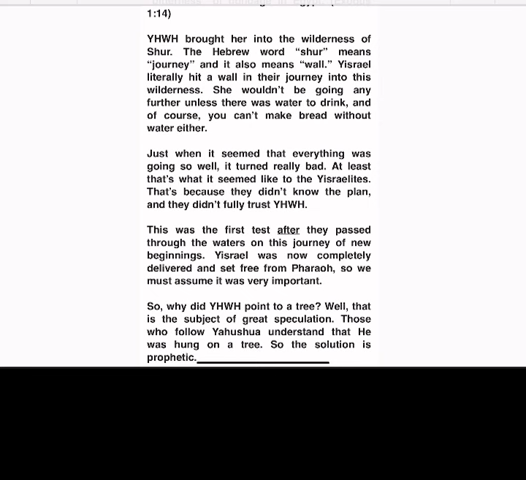 1:14)
YHWH brought her into the wilderness of
Shur. The Hebrew word “shur” means
“journey” and it also means “wall.” Yisrael
literally hit a wall in their journey into this
wilderness. She wouldn’t be going any
further unless there was water to drink, and
of course, you can’t make bread without
water either.
Just when it seemed that everything was
going so well, it turned really bad. At least
that’s what it seemed like to the Yisraelites.
That’s because they didn’t know the plan,
and they didn’t fully trust YHWH.
This was the first test after they passed
through the waters on this journey of new
beginnings. Yisrael was now completely
delivered and set free from Pharaoh, so we
must assume it was very important.
So, why did YHWH point to a tree? Well, that
is the subject of great speculation. Those
who follow Yahushua understand that He
was hung on a tree. So the solution is
prophetic.